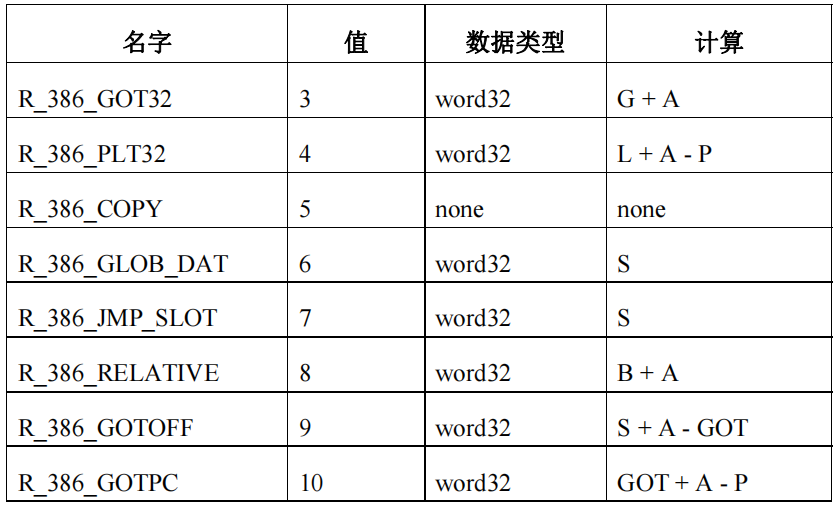 名字 值 数据类型 计算
R_386_GOT32 3 word32 G + A
R_386_PLT32 4 word32 L + A - P
R_386_COPY 5 none none
R_386_GLOB_DAT 6 word32 S
R_386_JMP_SLOT 7 word32 S
R_386_RELATIVE 8 word32 B + A
R_386_GOTOFF 9 word32 S + A - GOT
R_386_GOTPC 10 word32 GOT + A - P